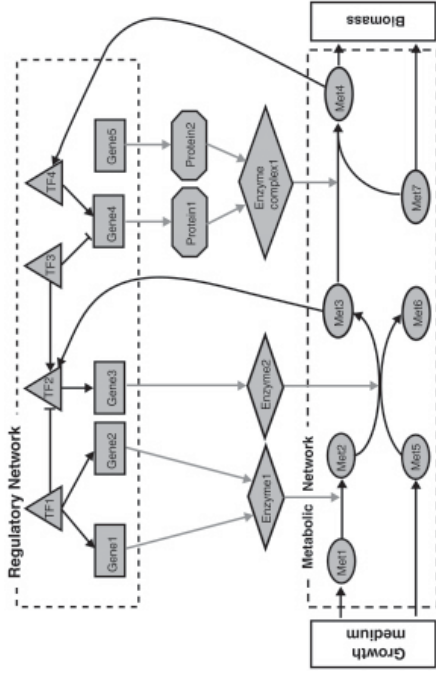 Regulatory Network
TF1
TF2
TF3
TF4
Gene1
Gene2
Gene3
Gene4
Gene5
Protein1
Protein2
Enzyme1
Enzyme2
Enzyme
complex1
Metabolic Network
Met1
Met2
Met3
Met4
Met5
Met6
Met7
Growth
medium
Biomass